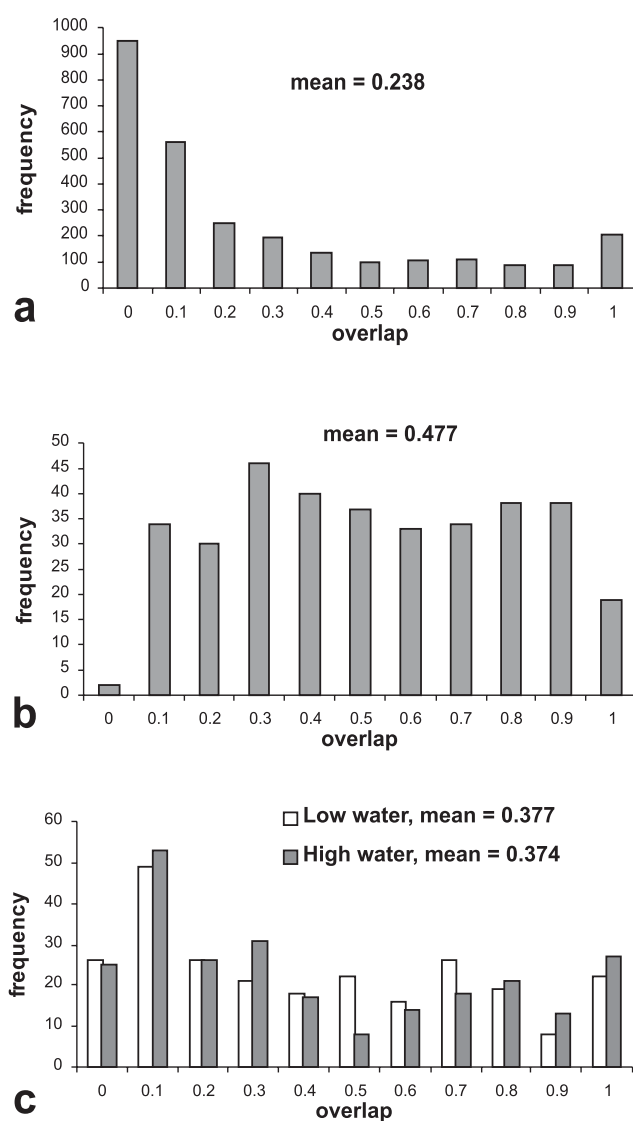 1000
900
800
700
600
500
400
300
200
100
0
frequency
mean = 0.238
a
0 0.1 0.2 0.3 0.4 0.5 0.6 0.7 0.8 0.9 1
overlap
mean = 0.477
50
45
40
35
30
25
20
15
10
5
0
frequency
b
0 0.1 0.2 0.3 0.4 0.5 0.6 0.7 0.8 0.9 1
overlap
60
50
40
30
20
10
0
frequency
Low water, mean = 0.377
High water, mean = 0.374
c
0 0.1 0.2 0.3 0.4 0.5 0.6 0.7 0.8 0.9 1
overlap